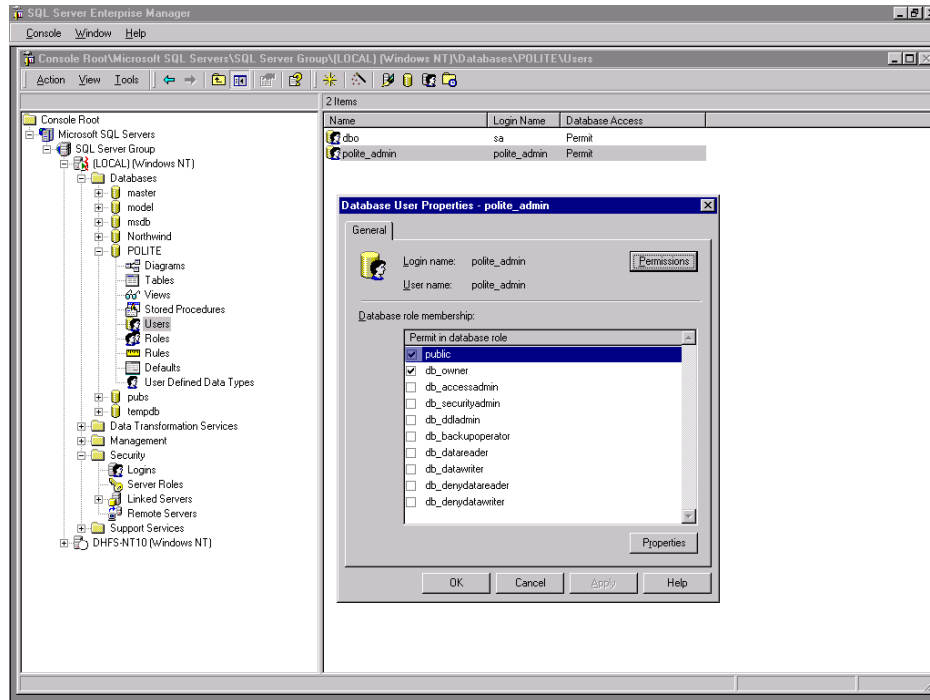 SQL Server Enterprise Manager
Console Window Help
Console Root\Microsoft SQL Servers\SQL Server Group\(LOCAL) (Windows NT)\Databases\POLITE\Users
Action View Tools
2 Items
Console Root
Microsoft SQL Servers
SQL Server Group
(LOCAL) (Windows NT)
Databases
master
model
msdb
Northwind
POLITE
Diagrams
Tables
Views
Stored Procedures
Users
Roles
Rules
Defaults
User Defined Data Types
pubs
tempdb
Data Transformation Services
Management
Security
Logins
Server Roles
Linked Servers
Remote Servers
Support Services
DHFS-NT10 (Windows NT)
Name Login Name Database Access
dbo sa Permit
polite_admin polite_admin Permit
Database User Properties - polite_admin
General
Login name: polite_admin Permissions
User name: polite_admin
Database role membership:
Permit in database role
public
db_owner
db_accessadmin
db_securityadmin
db_ddladmin
db_backupoperator
db_datareader
db_datawriter
db_denydatareader
db_denydatawriter
Properties
OK Cancel Apply Help